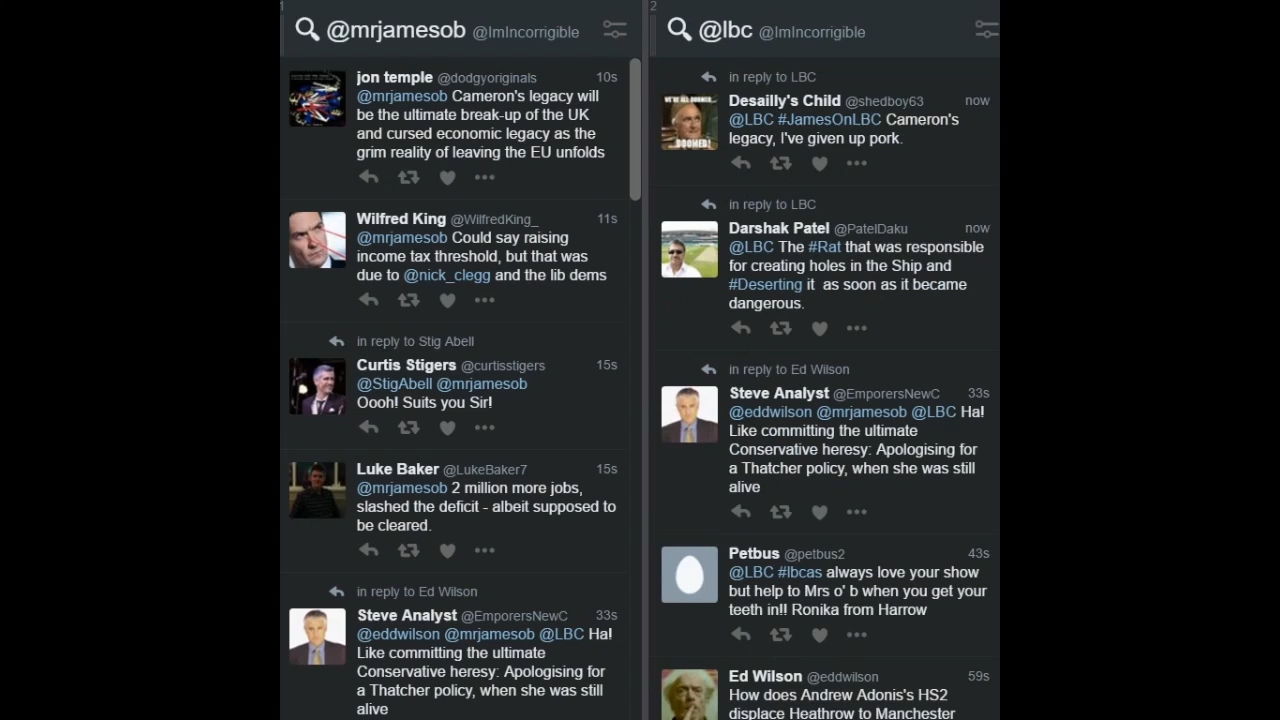 1
@mrjamesob @ImIncorrigible
jon temple @dodgyoriginals 10s
@mrjamesob Cameron's legacy will
be the ultimate break-up of the UK
and cursed economic legacy as the
grim reality of leaving the EU unfolds
Wilfred King @WilfredKing_ 11s
@mrjamesob Could say raising
income tax threshold, but that was
due to @nick_clegg and the lib dems
in reply to Stig Abell
Curtis Stigers @curtisstigers 15s
@StigAbell @mrjamesob
Oooh! Suits you Sir!
Luke Baker @LukeBaker7 15s
@mrjamesob 2 million more jobs,
slashed the deficit - albeit supposed to
be cleared.
in reply to Ed Wilson
Steve Analyst @EmporersNewC 33s
@eddwilson @mrjamesob @LBC Ha!
Like committing the ultimate
Conservative heresy: Apologising for
a Thatcher policy, when she was still
alive
2
@lbc @ImIncorrigible
in reply to LBC
Desailly's Child @shedboy63 now
@LBC #JamesOnLBC Cameron's
legacy, I've given up pork.
WE'RE ALL DOOMED...
...DOOMED!
in reply to LBC
Darshak Patel @PatelDaku now
@LBC The #Rat that was responsible
for creating holes in the Ship and
#Deserting it as soon as it became
dangerous.
in reply to Ed Wilson
Steve Analyst @EmporersNewC 33s
@eddwilson @mrjamesob @LBC Ha!
Like committing the ultimate
Conservative heresy: Apologising for
a Thatcher policy, when she was still
alive
Petbus @petbus2 43s
@LBC #lbcas always love your show
but help to Mrs o' b when you get your
teeth in!! Ronika from Harrow
Ed Wilson @eddwilson 59s
How does Andrew Adonis's HS2
displace Heathrow to Manchester